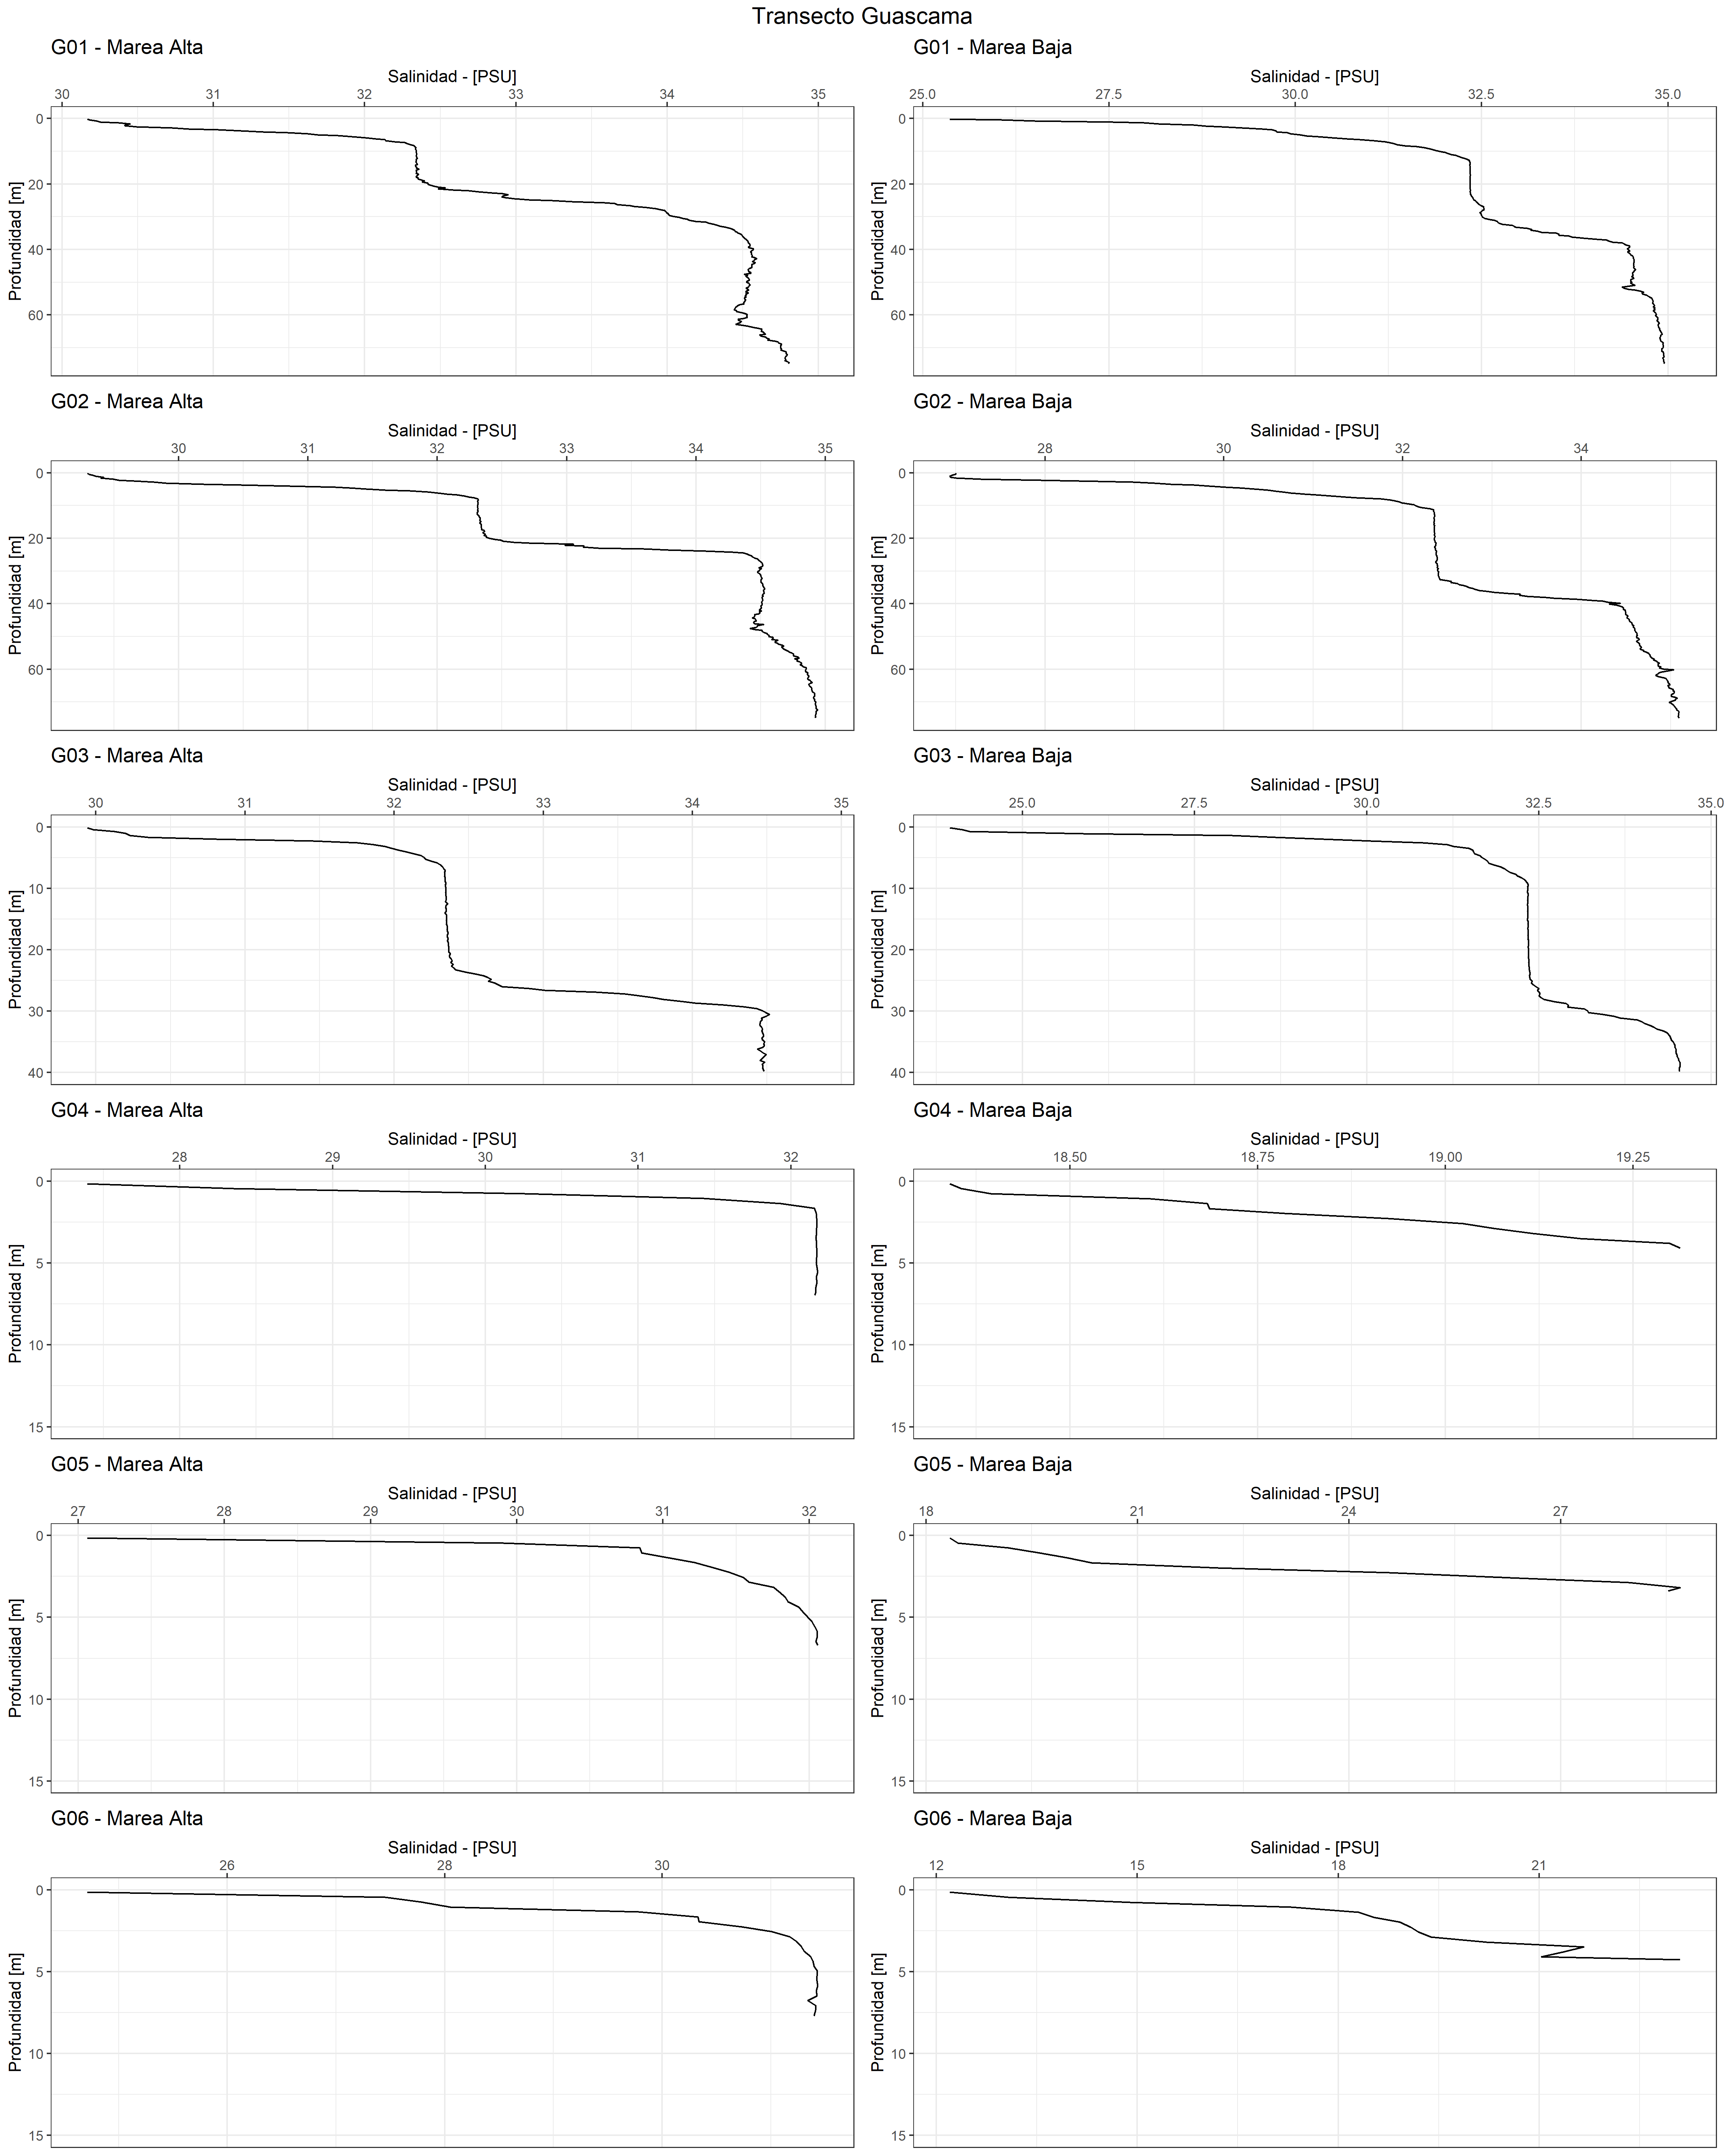 Transecto Guascama
G01 - Marea Alta
Salinidad - [PSU]
30 31 32 33 34 35
Profundidad [m]
0
20
40
60
G01 - Marea Baja
Salinidad - [PSU]
25.0 27.5 30.0 32.5 35.0
Profundidad [m]
0
20
40
60
G02 - Marea Alta
Salinidad - [PSU]
30 31 32 33 34 35
Profundidad [m]
0
20
40
60
G02 - Marea Baja
Salinidad - [PSU]
28 30 32 34
Profundidad [m]
0
20
40
60
G03 - Marea Alta
Salinidad - [PSU]
30 31 32 33 34 35
Profundidad [m]
0
10
20
30
40
G03 - Marea Baja
Salinidad - [PSU]
25.0 27.5 30.0 32.5 35.0
Profundidad [m]
0
10
20
30
40
G04 - Marea Alta
Salinidad - [PSU]
28 29 30 31 32
Profundidad [m]
0
5
10
15
G04 - Marea Baja
Salinidad - [PSU]
18.50 18.75 19.00 19.25
Profundidad [m]
0
5
10
15
G05 - Marea Alta
Salinidad - [PSU]
27 28 29 30 31 32
Profundidad [m]
0
5
10
15
G05 - Marea Baja
Salinidad - [PSU]
18 21 24 27
Profundidad [m]
0
5
10
15
G06 - Marea Alta
Salinidad - [PSU]
26 28 30
Profundidad [m]
0
5
10
15
G06 - Marea Baja
Salinidad - [PSU]
12 15 18 21
Profundidad [m]
0
5
10
15